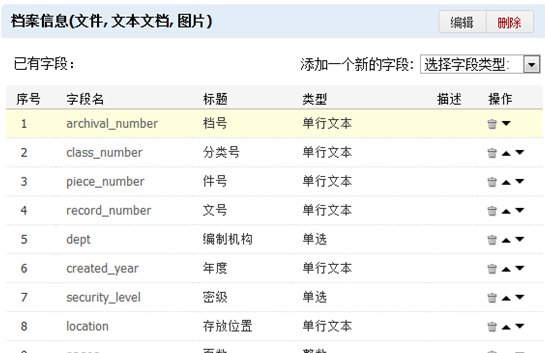 档案信息(文件, 文本文档, 图片) 编辑 删除
已有字段: 添加一个新的字段: 选择字段类型:
序号 字段名 标题 类型 描述 操作
1 archival_number 档号 单行文本
2 class_number 分类号 单行文本
3 piece_number 件号 单行文本
4 record_number 文号 单行文本
5 dept 编制机构 单选
6 created_year 年度 单行文本
7 security_level 密级 单选
8 location 存放位置 单行文本